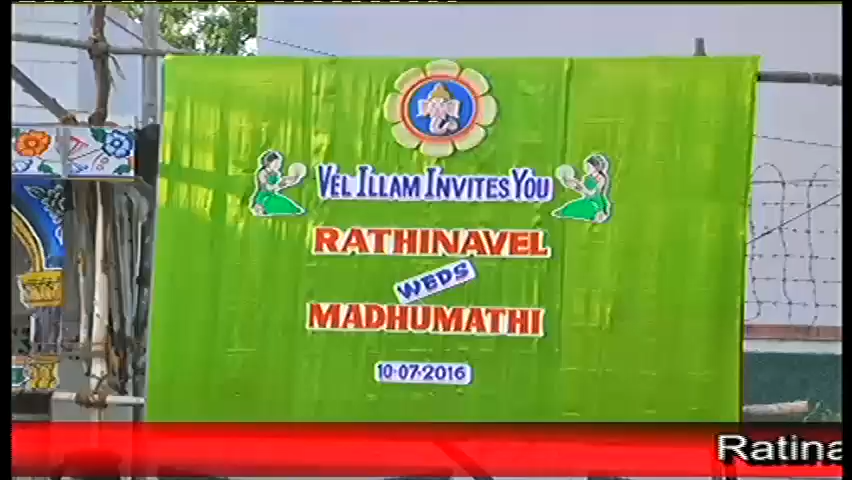 VEL ILLAM INVITES YOU
RATHINAVEL
WEDS
MADHUMATHI
10-07-2016
Ratina